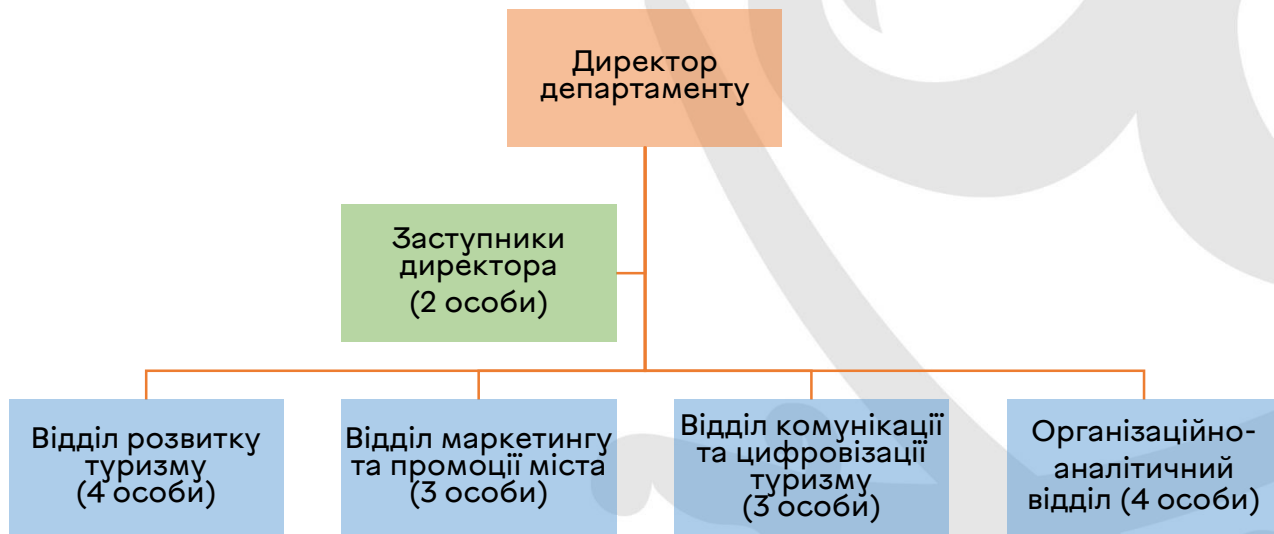 Директор
департаменту
Заступники
директора
(2 особи)
Відділ розвитку
туризму
(4 особи)
Відділ маркетингу
та промоції міста
(3 особи)
Відділ комунікації
та цифровізації
туризму
(3 особи)
Організаційно-
аналітичний
відділ (4 особи)